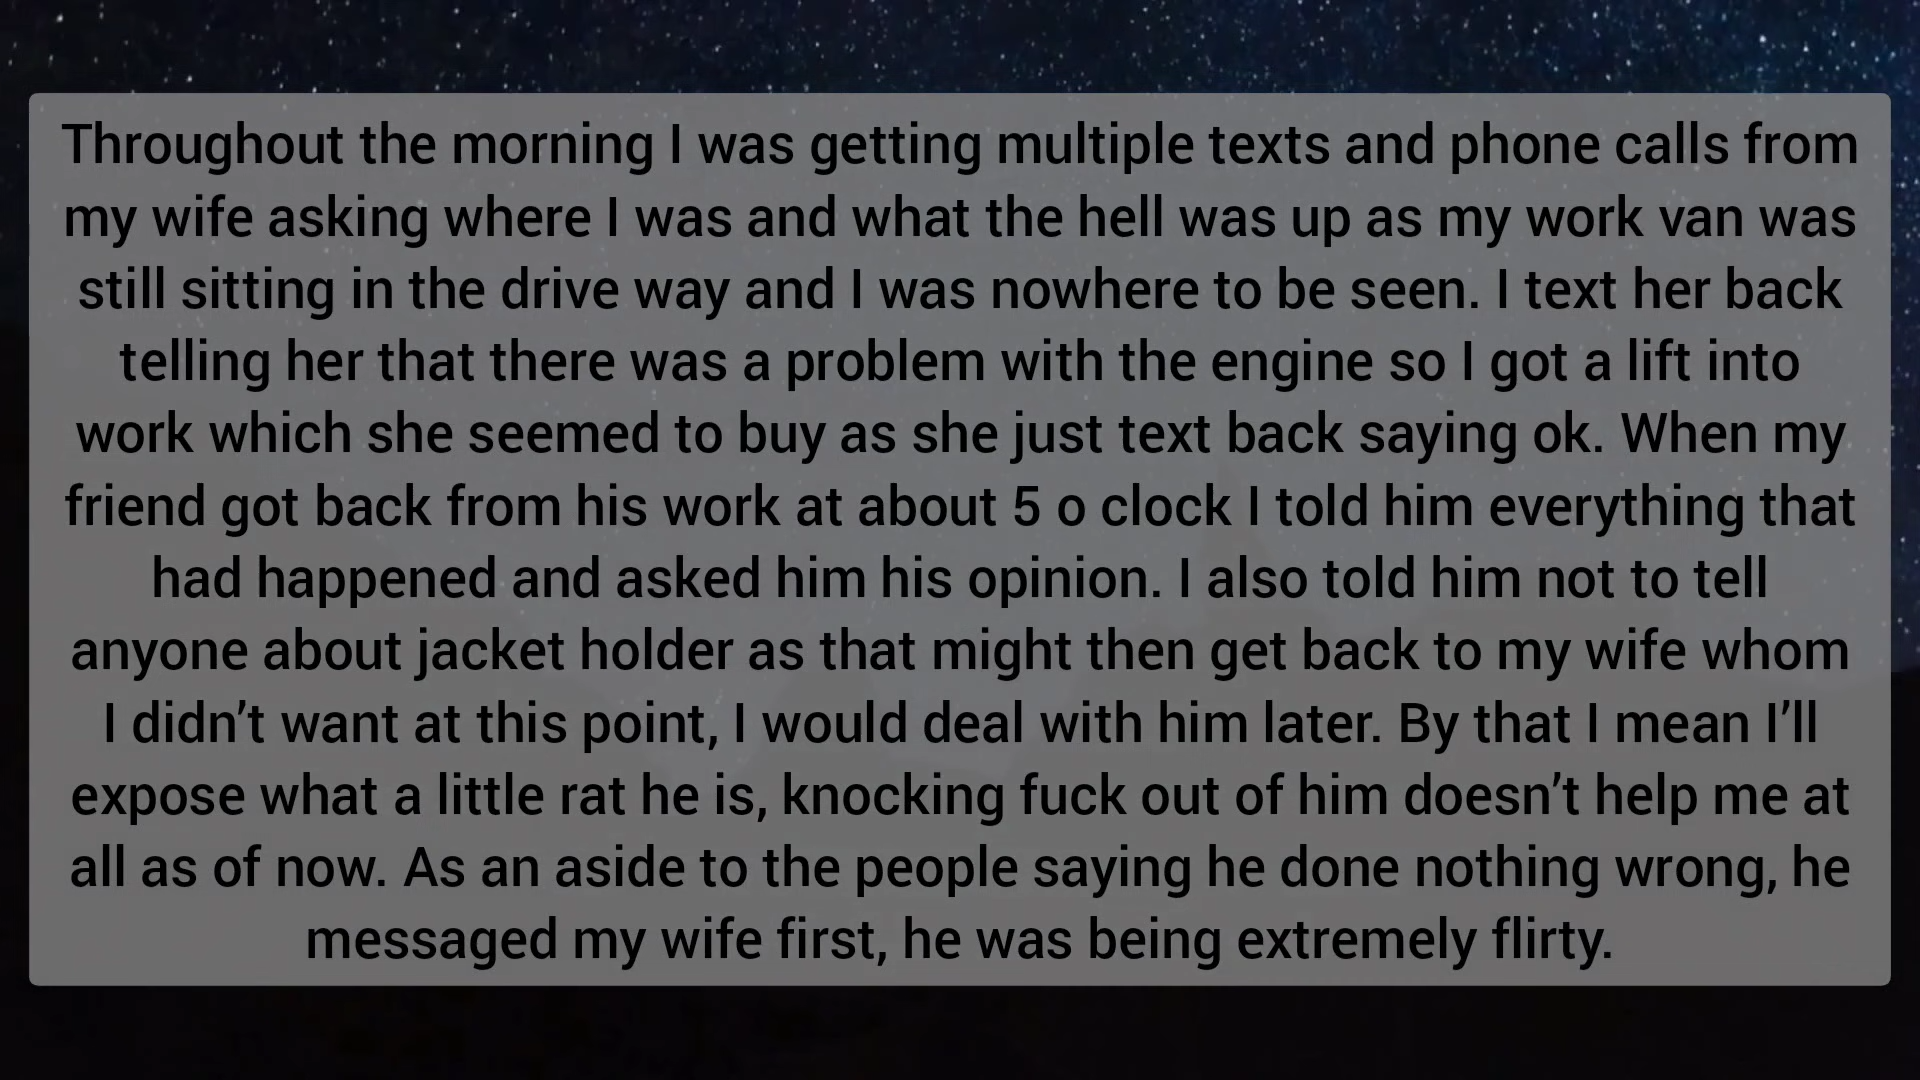 Throughout the morning I was getting multiple texts and phone calls from
my wife asking where I was and what the hell was up as my work van was
still sitting in the drive way and I was nowhere to be seen. I text her back
telling her that there was a problem with the engine so I got a lift into
work which she seemed to buy as she just text back saying ok. When my
friend got back from his work at about 5 o clock I told him everything that
had happened and asked him his opinion. I also told him not to tell
anyone about jacket holder as that might then get back to my wife whom
I didn’t want at this point, I would deal with him later. By that I mean I’ll
expose what a little rat he is, knocking fuck out of him doesn’t help me at
all as of now. As an aside to the people saying he done nothing wrong, he
messaged my wife first, he was being extremely flirty.